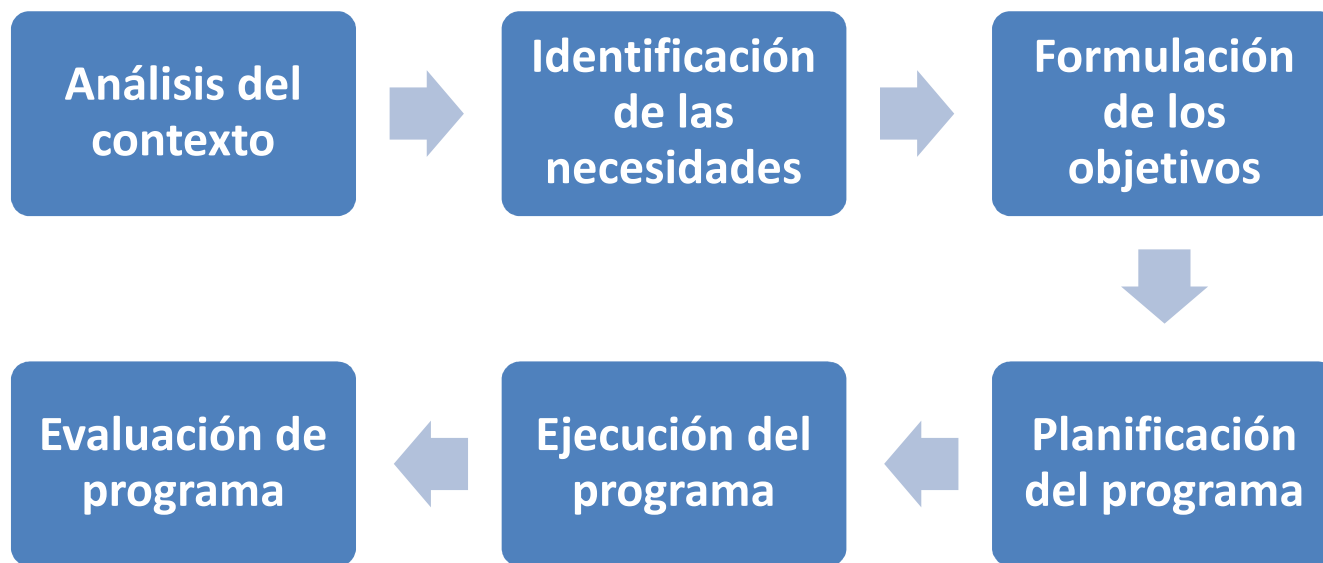 Análisis del
contexto
Identificación
de las
necesidades
Formulación
de los
objetivos
Planificación
del programa
Ejecución del
programa
Evaluación de
programa